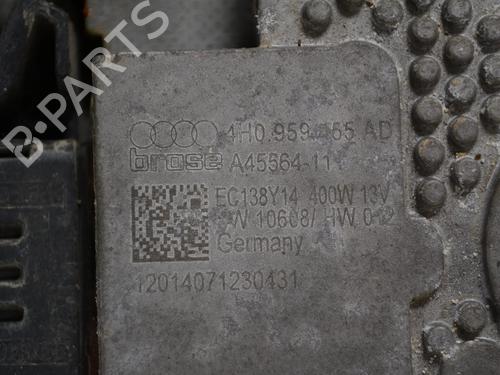 4H0 959 455 AD
brose A45564-11
EC138Y14 400W 13V
SW 10608/ HW 012
Germany
12014071230431
B-PARTS